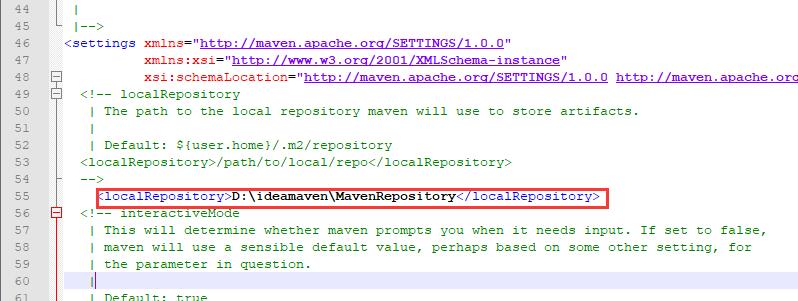 44 |
45 |-->
46 <settings xmlns="http://maven.apache.org/SETTINGS/1.0.0"
47 xmlns:xsi="http://www.w3.org/2001/XMLSchema-instance"
48 xsi:schemaLocation="http://maven.apache.org/SETTINGS/1.0.0 http://maven.apache.org/xs
49 <!-- localRepository
50 | The path to the local repository maven will use to store artifacts.
51 |
52 | Default: ${user.home}/.m2/repository
53 <localRepository>/path/to/local/repo</localRepository>
54 -->
55 <localRepository>D:\ideamaven\MavenRepository</localRepository>
56 <!-- interactiveMode
57 | This will determine whether maven prompts you when it needs input. If set to false,
58 | maven will use a sensible default value, perhaps based on some other setting, for
59 | the parameter in question.
60 |
61 | Default: true